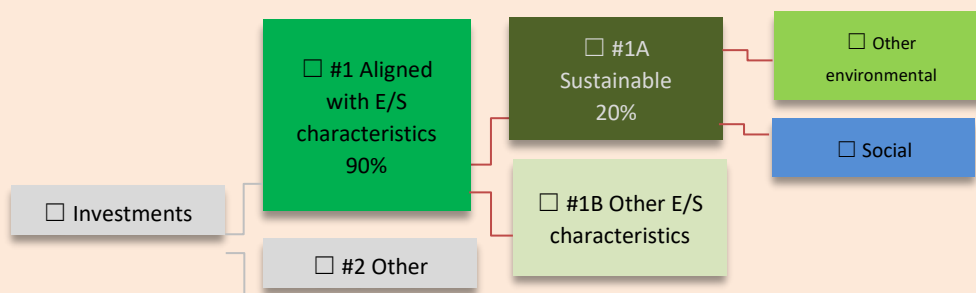 ☐ #1 Aligned
with E/S
characteristics
90%
☐ #1A
Sustainable
20%
☐ Other
environmental
☐ Social
☐ #1B Other E/S
characteristics
☐ Investments
☐ #2 Other